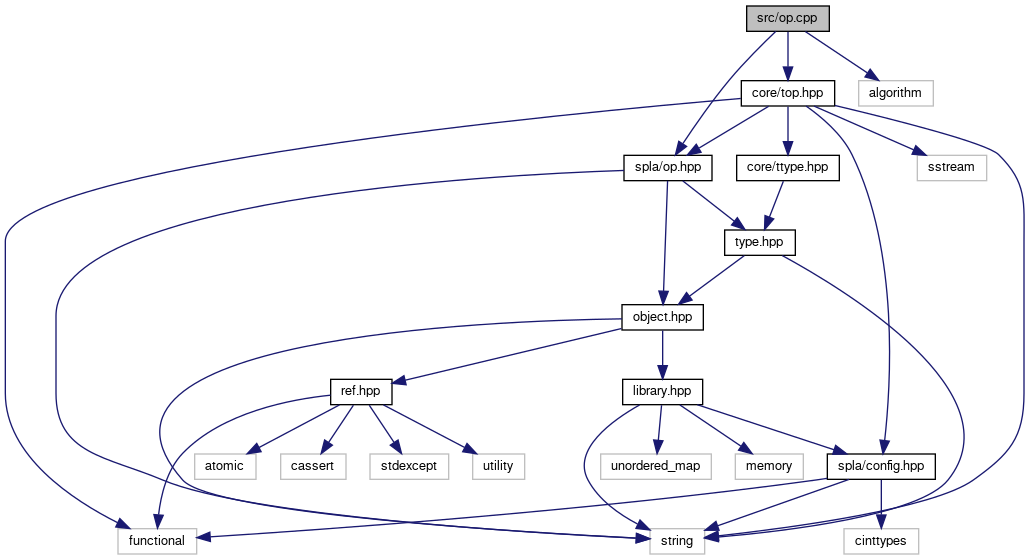 src/op.cpp
core/top.hpp
algorithm
spla/op.hpp
core/ttype.hpp
sstream
type.hpp
object.hpp
ref.hpp
library.hpp
atomic
cassert
stdexcept
utility
unordered_map
memory
spla/config.hpp
functional
string
cinttypes